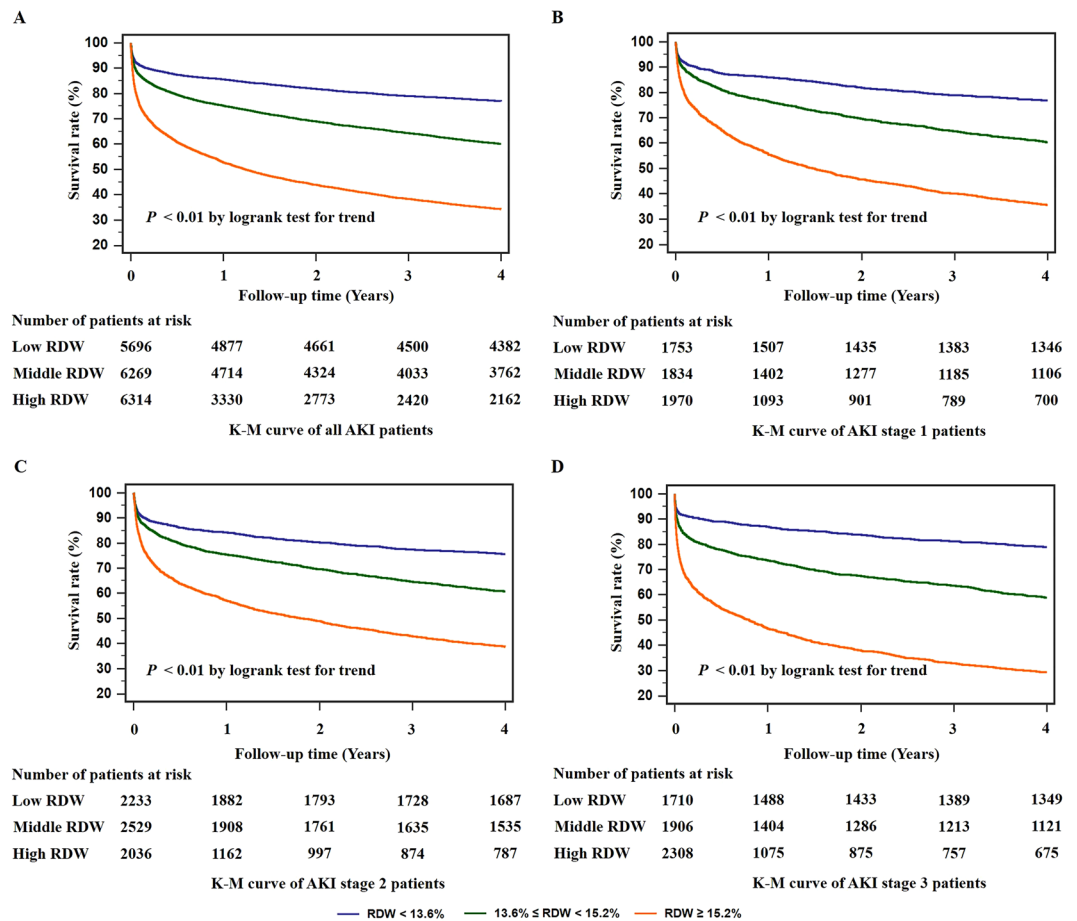 A
100
90
80
70
60
50
40
30
20
Survival rate (%)
P < 0.01 by logrank test for trend
0 1 2 3 4
Follow-up time (Years)
Number of patients at risk
Low RDW 5696 4877 4661 4500 4382
Middle RDW 6269 4714 4324 4033 3762
High RDW 6314 3330 2773 2420 2162
K-M curve of all AKI patients
B
100
90
80
70
60
50
40
30
20
Survival rate (%)
P < 0.01 by logrank test for trend
0 1 2 3 4
Follow-up time (Years)
Number of patients at risk
Low RDW 1753 1507 1435 1383 1346
Middle RDW 1834 1402 1277 1185 1106
High RDW 1970 1093 901 789 700
K-M curve of AKI stage 1 patients
C
100
90
80
70
60
50
40
30
20
Survival rate (%)
P < 0.01 by logrank test for trend
0 1 2 3 4
Follow-up time (Years)
Number of patients at risk
Low RDW 2233 1882 1793 1728 1687
Middle RDW 2529 1908 1761 1635 1535
High RDW 2036 1162 997 874 787
K-M curve of AKI stage 2 patients
D
100
90
80
70
60
50
40
30
20
Survival rate (%)
P < 0.01 by logrank test for trend
0 1 2 3 4
Follow-up time (Years)
Number of patients at risk
Low RDW 1710 1488 1433 1389 1349
Middle RDW 1906 1404 1286 1213 1121
High RDW 2308 1075 875 757 675
K-M curve of AKI stage 3 patients
RDW < 13.6% 13.6% ≤ RDW < 15.2% RDW ≥ 15.2%